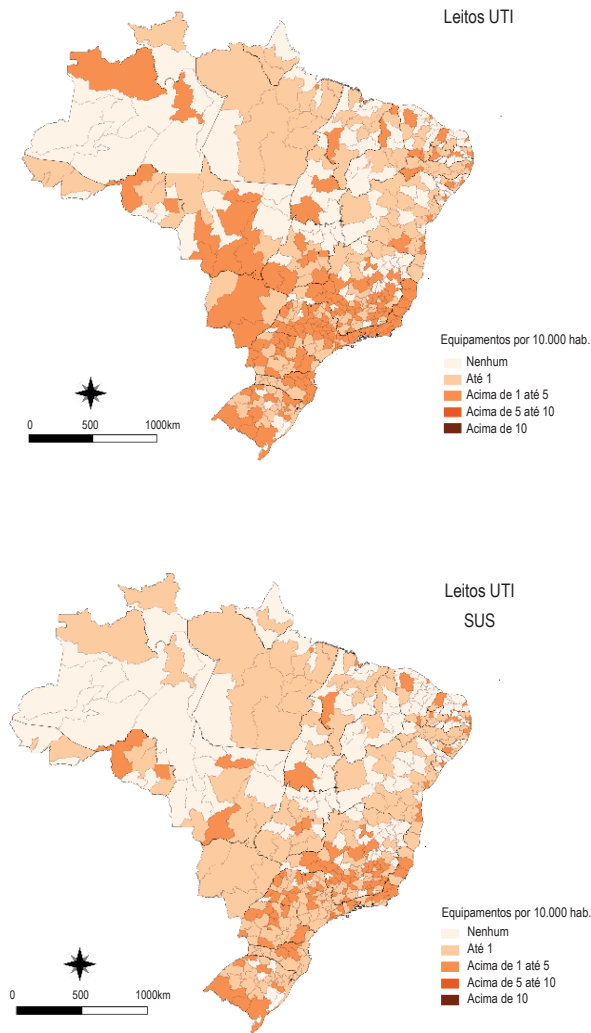 Leitos UTI
Equipamentos por 10.000 hab.
Nenhum
Até 1
Acima de 1 até 5
Acima de 5 até 10
Acima de 10
0 500 1000km
Leitos UTI
SUS
Equipamentos por 10.000 hab.
Nenhum
Até 1
Acima de 1 até 5
Acima de 5 até 10
Acima de 10
0 500 1000km